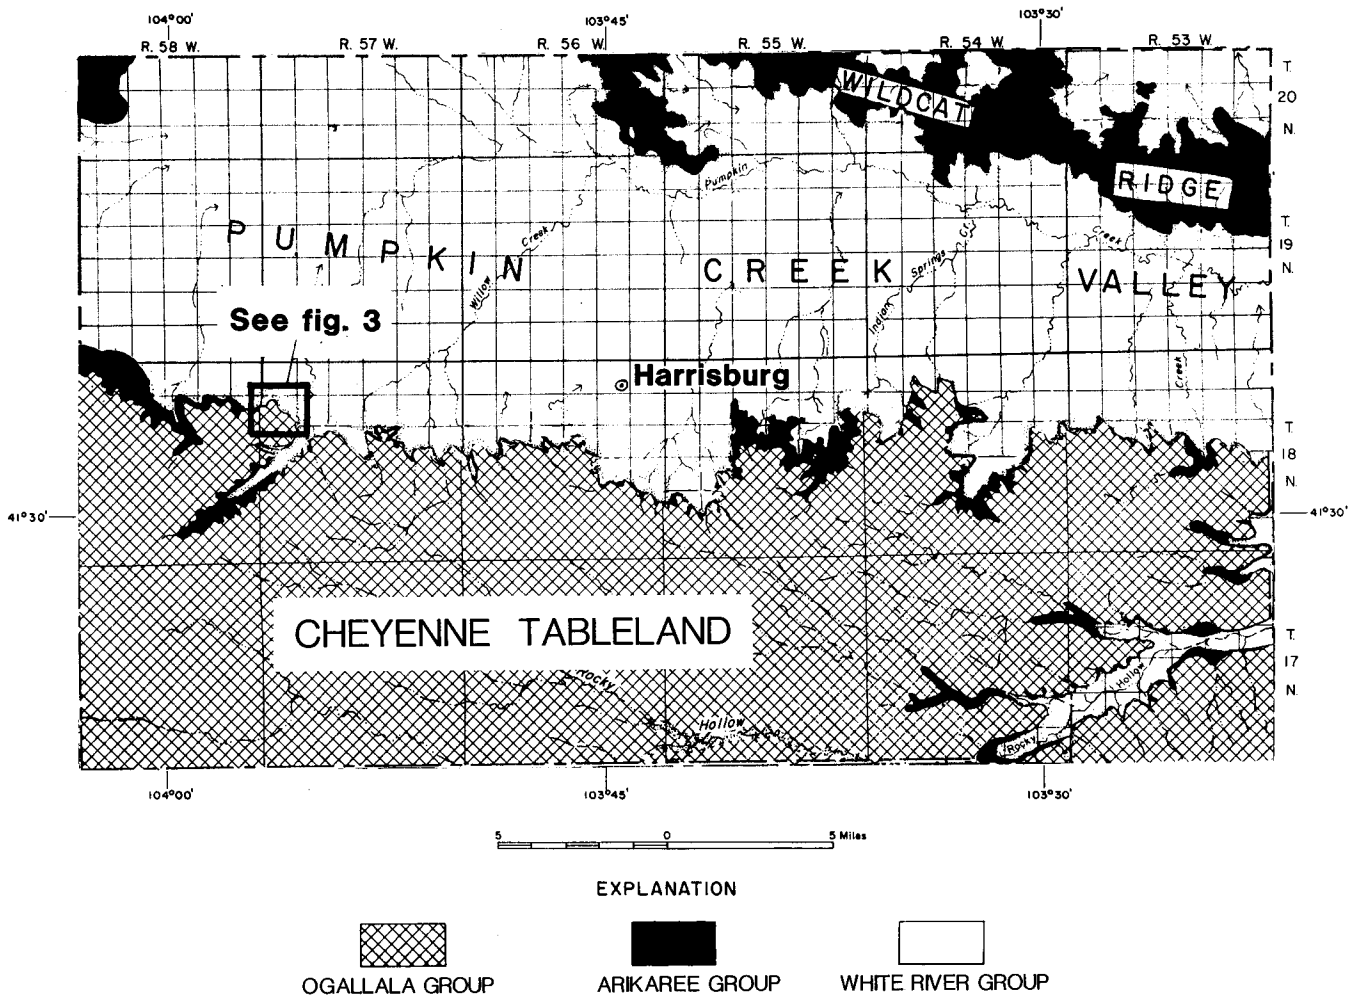 104°00' 103°45' 103°30'
R. 58 W. R. 57 W. R. 56 W. R. 55 W. R. 54 W. R. 53 W.
T.
20
N.
WILDCAT
RIDGE
Pumpkin
Creek
T.
19
N.
PUMPKIN CREEK VALLEY
Willow Creek
Indian Springs Cr.
See fig. 3
Harrisburg
Creek
T.
18
N.
41°30' 41°30'
CHEYENNE TABLELAND
Rocky
Hollow
T.
17
N.
Rocky Hollow
104°00' 103°45' 103°30'
5 0 5 Miles
EXPLANATION
OGALLALA GROUP ARIKAREE GROUP WHITE RIVER GROUP